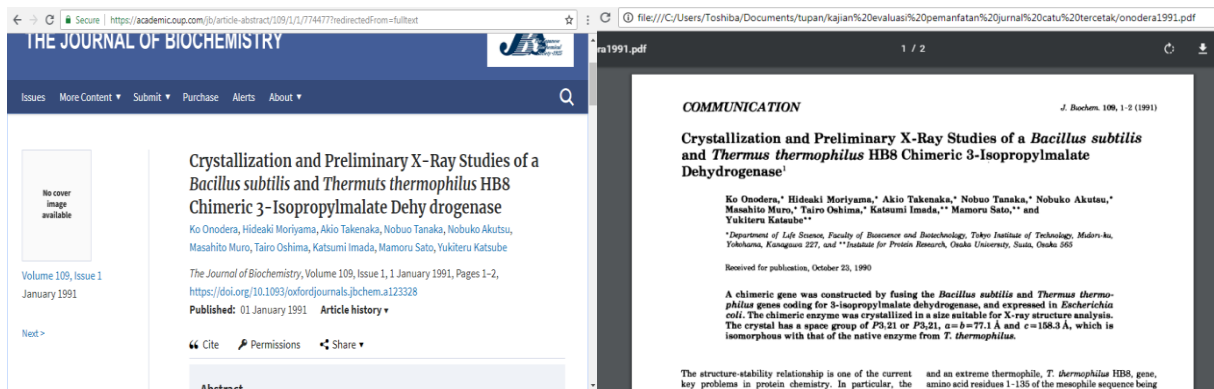 Secure | https://academic.oup.com/jb/article-abstract/109/1/1/774477?redirectedFrom=fulltext
THE JOURNAL OF BIOCHEMISTRY
Issues More Content ▾ Submit ▾ Purchase Alerts About ▾
No cover
image
available
Volume 109, Issue 1
January 1991
Next >
Crystallization and Preliminary X-Ray Studies of a
Bacillus subtilis and Thermuts thermophilus HB8
Chimeric 3-Isopropylmalate Dehy drogenase
Ko Onodera, Hideaki Moriyama, Akio Takenaka, Nobuo Tanaka, Nobuko Akutsu,
Masahito Muro, Tairo Oshima, Katsumi Imada, Mamoru Sato, Yukiteru Katsube
The Journal of Biochemistry, Volume 109, Issue 1, 1 January 1991, Pages 1–2,
https://doi.org/10.1093/oxfordjournals.jbchem.a123328
Published: 01 January 1991 Article history ▾
Cite Permissions Share ▾
Abstract
file:///C:/Users/Toshiba/Documents/tupan/kajian%20evaluasi%20pemanfatan%20jurnal%20catu%20tercetak/onodera1991.pdf
ra1991.pdf 1 / 2
COMMUNICATION J. Biochem. 109, 1-2 (1991)
Crystallization and Preliminary X-Ray Studies of a Bacillus subtilis
and Thermus thermophilus HB8 Chimeric 3-Isopropylmalate
Dehydrogenase¹
Ko Onodera,* Hideaki Moriyama,* Akio Takenaka,* Nobuo Tanaka,* Nobuko Akutsu,*
Masahito Muro,* Tairo Oshima,* Katsumi Imada,** Mamoru Sato,** and
Yukiteru Katsube**
*Department of Life Science, Faculty of Bioscience and Biotechnology, Tokyo Institute of Technology, Midori-ku,
Yokohama, Kanagawa 227, and **Institute for Protein Research, Osaka University, Suita, Osaka 565
Received for publication, October 23, 1990
A chimeric gene was constructed by fusing the Bacillus subtilis and Thermus thermo-
philus genes coding for 3-isopropylmalate dehydrogenase, and expressed in Escherichia
coli. The chimeric enzyme was crystallized in a size suitable for X-ray structure analysis.
The crystal has a space group of P3₁21 or P3₂21, a=b=77.1 Å and c=158.3 Å, which is
isomorphous with that of the native enzyme from T. thermophilus.
The structure-stability relationship is one of the current
key problems in protein chemistry. In particular, the
and an extreme thermophile, T. thermophilus HB8, gene,
amino acid residues 1-135 of the mesophile sequence being